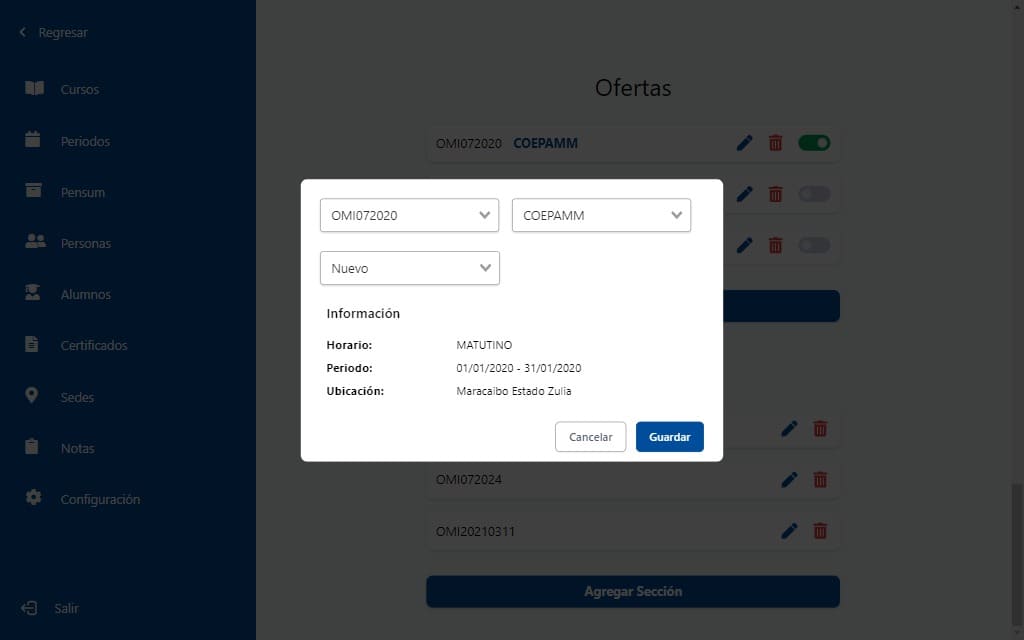 Regresar
Cursos
Periodos
Pensum
Personas
Alumnos
Certificados
Sedes
Notas
Configuración
Salir
Ofertas
OMI072020 COEPAMM
OMI072020 COEPAMM
Nuevo
Información
Horario: MATUTINO
Periodo: 01/01/2020 - 31/01/2020
Ubicación: Maracaibo Estado Zulia
Cancelar Guardar
OMI072024
OMI20210311
Agregar Sección